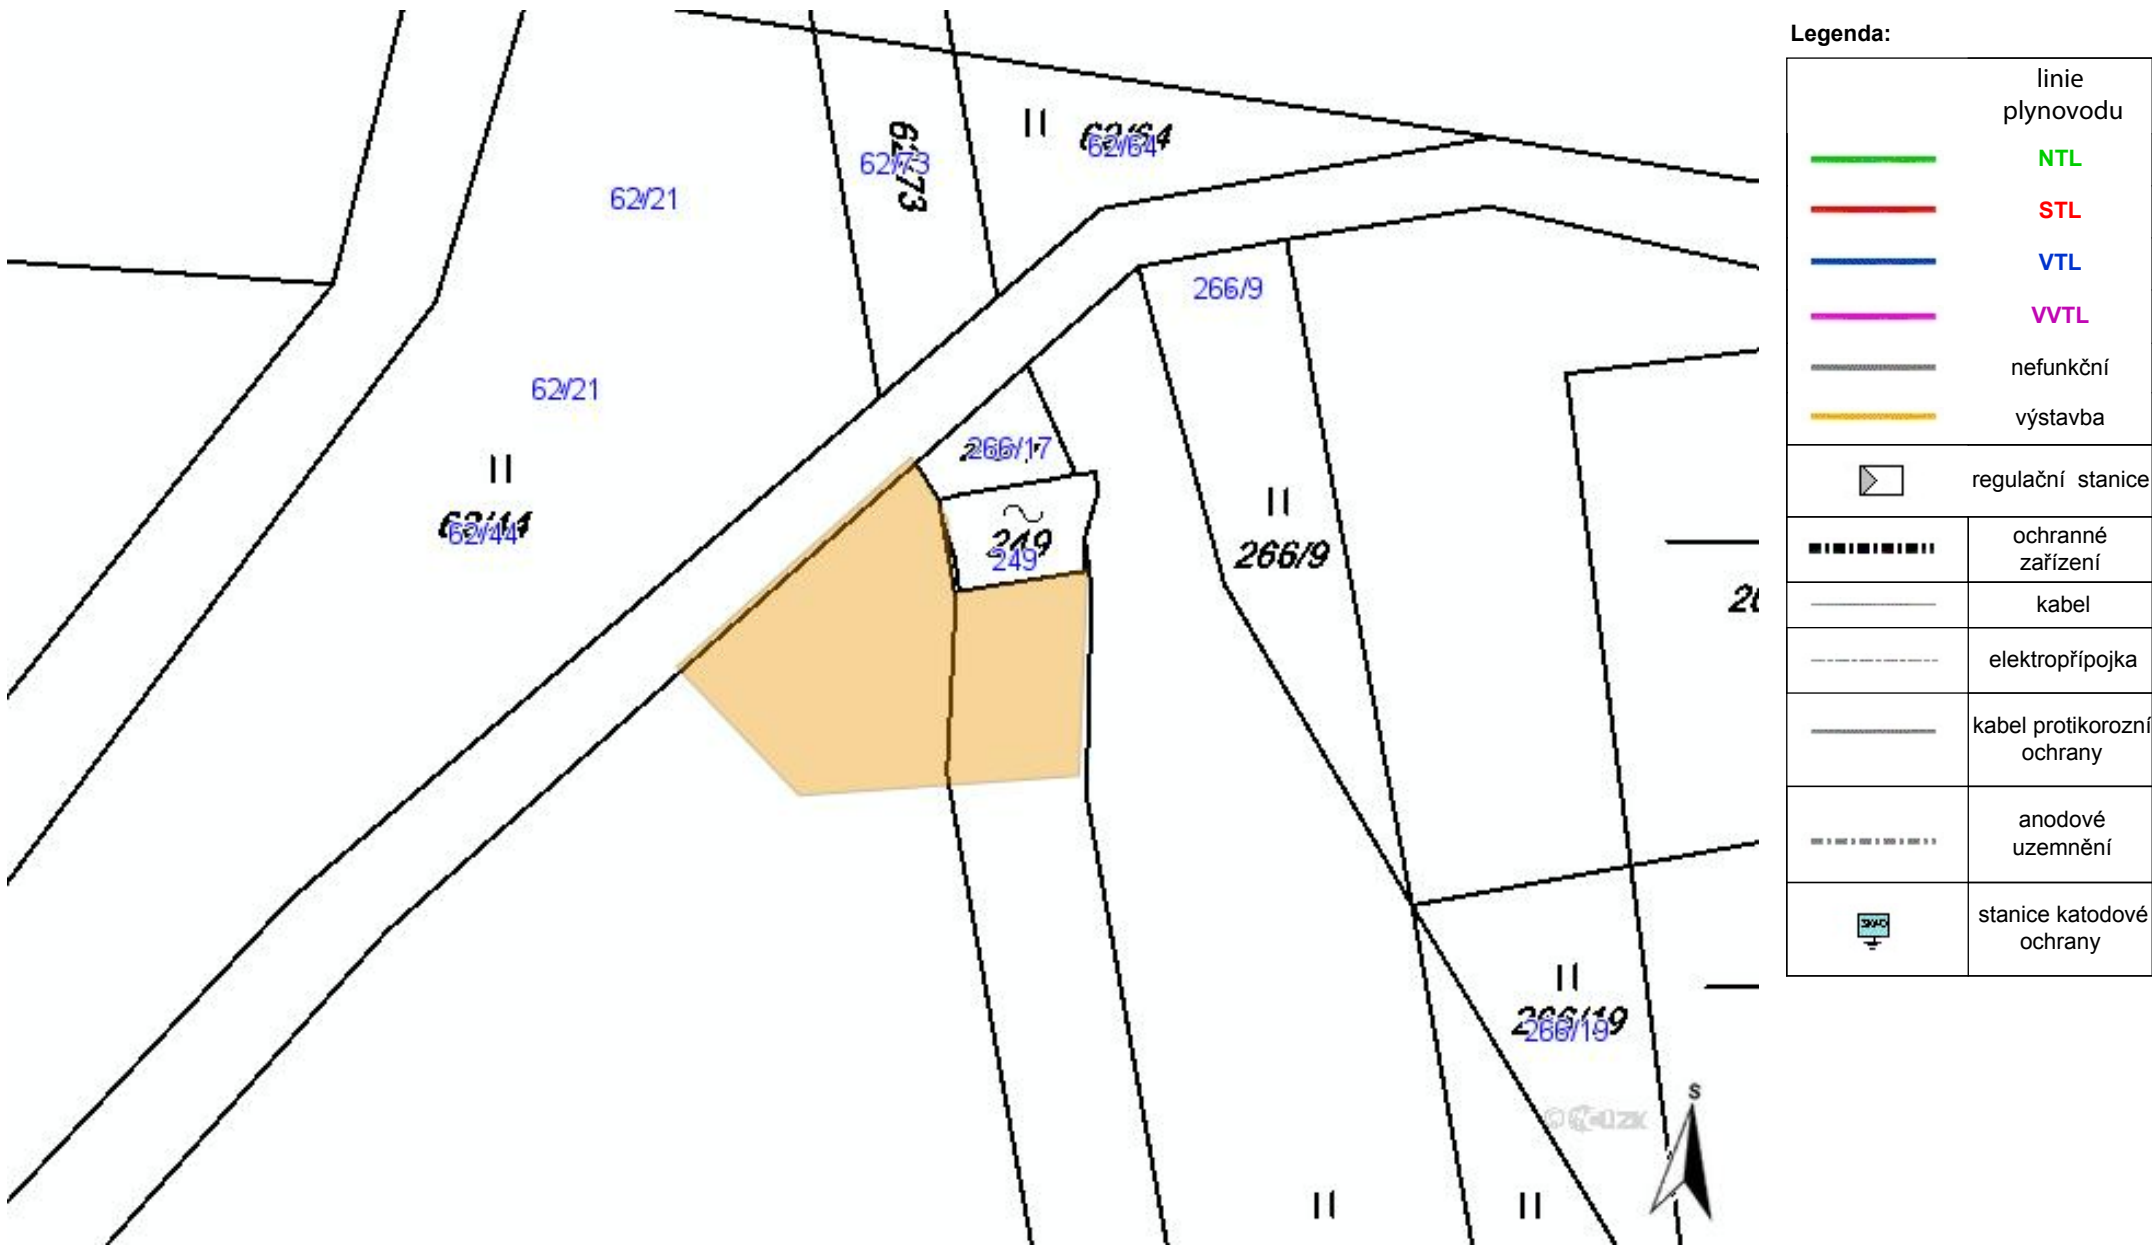 Legenda:
linie
plynovodu
NTL
STL
VTL
VVTL
nefunkční
výstavba
regulační stanice
ochranné
zařízení
kabel
elektropřípojka
kabel protikorozní
ochrany
anodové
uzemnění
stanice katodové
ochrany
62/73
62/73
62/64
62/64
62/21
266/9
62/21
266/17
62/44
62/44
249
249
266/9
266/19
266/19
S